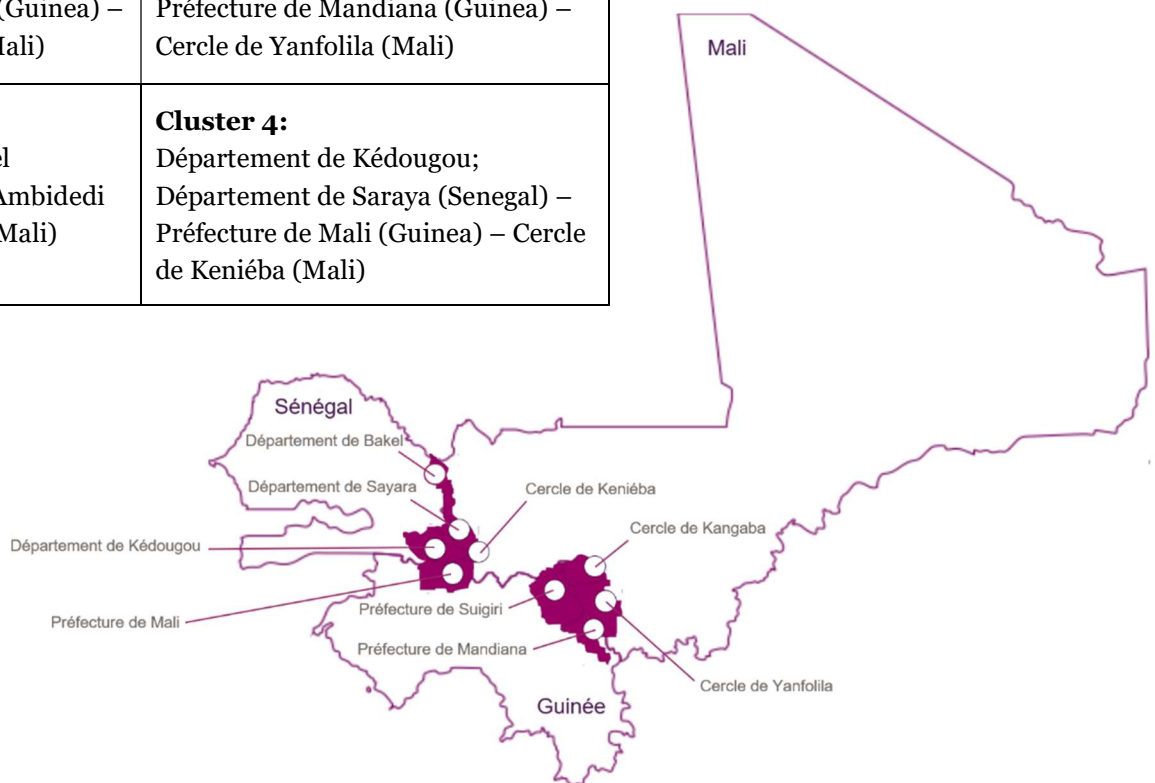 (Guinea) –
Mali)
Préfecture de Mandiana (Guinea) –
Cercle de Yanfolila (Mali)
el
Ambidedi
Mali)
Cluster 4:
Département de Kédougou;
Département de Saraya (Senegal) –
Préfecture de Mali (Guinea) – Cercle
de Keniéba (Mali)
Mali
Sénégal
Département de Bakel
Département de Sayara
Cercle de Keniéba
Cercle de Kangaba
Département de Kédougou
Préfecture de Suigiri
Préfecture de Mali
Préfecture de Mandiana
Cercle de Yanfolila
Guinée